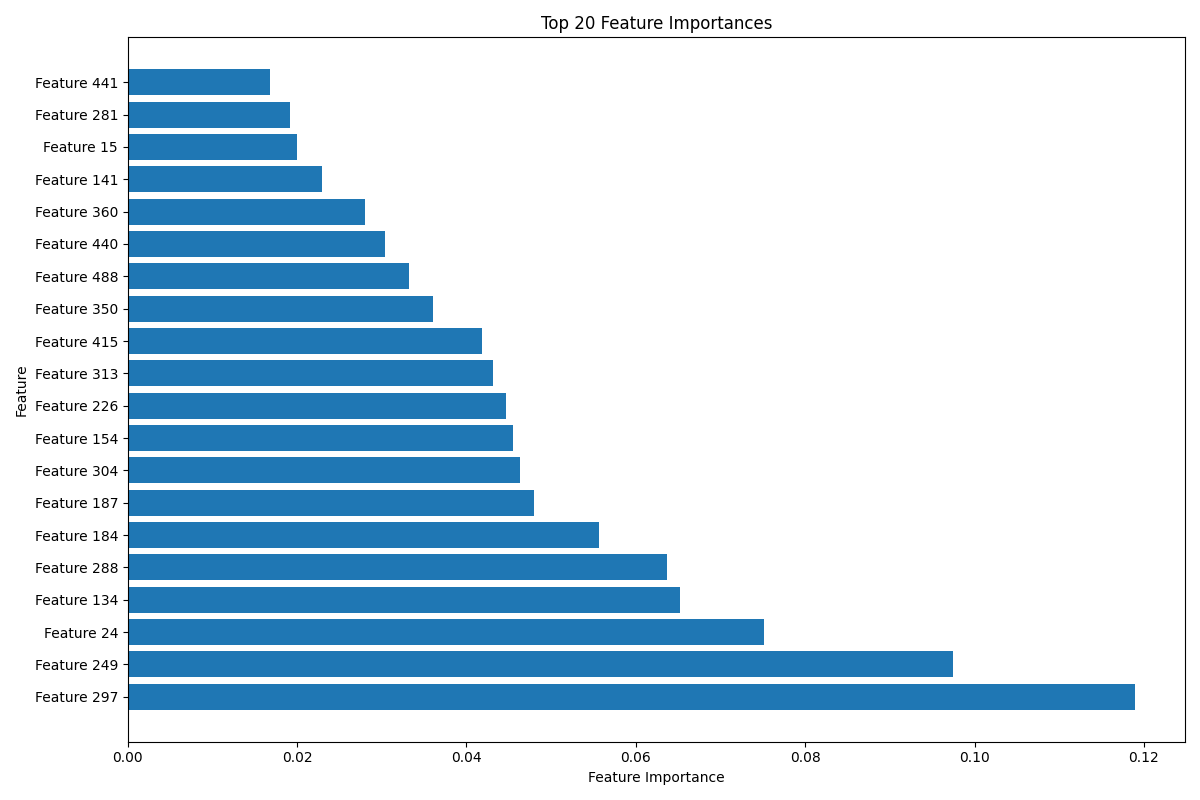 Top 20 Feature Importances
Feature
Feature 441
Feature 281
Feature 15
Feature 141
Feature 360
Feature 440
Feature 488
Feature 350
Feature 415
Feature 313
Feature 226
Feature 154
Feature 304
Feature 187
Feature 184
Feature 288
Feature 134
Feature 24
Feature 249
Feature 297
0.00 0.02 0.04 0.06 0.08 0.10 0.12
Feature Importance